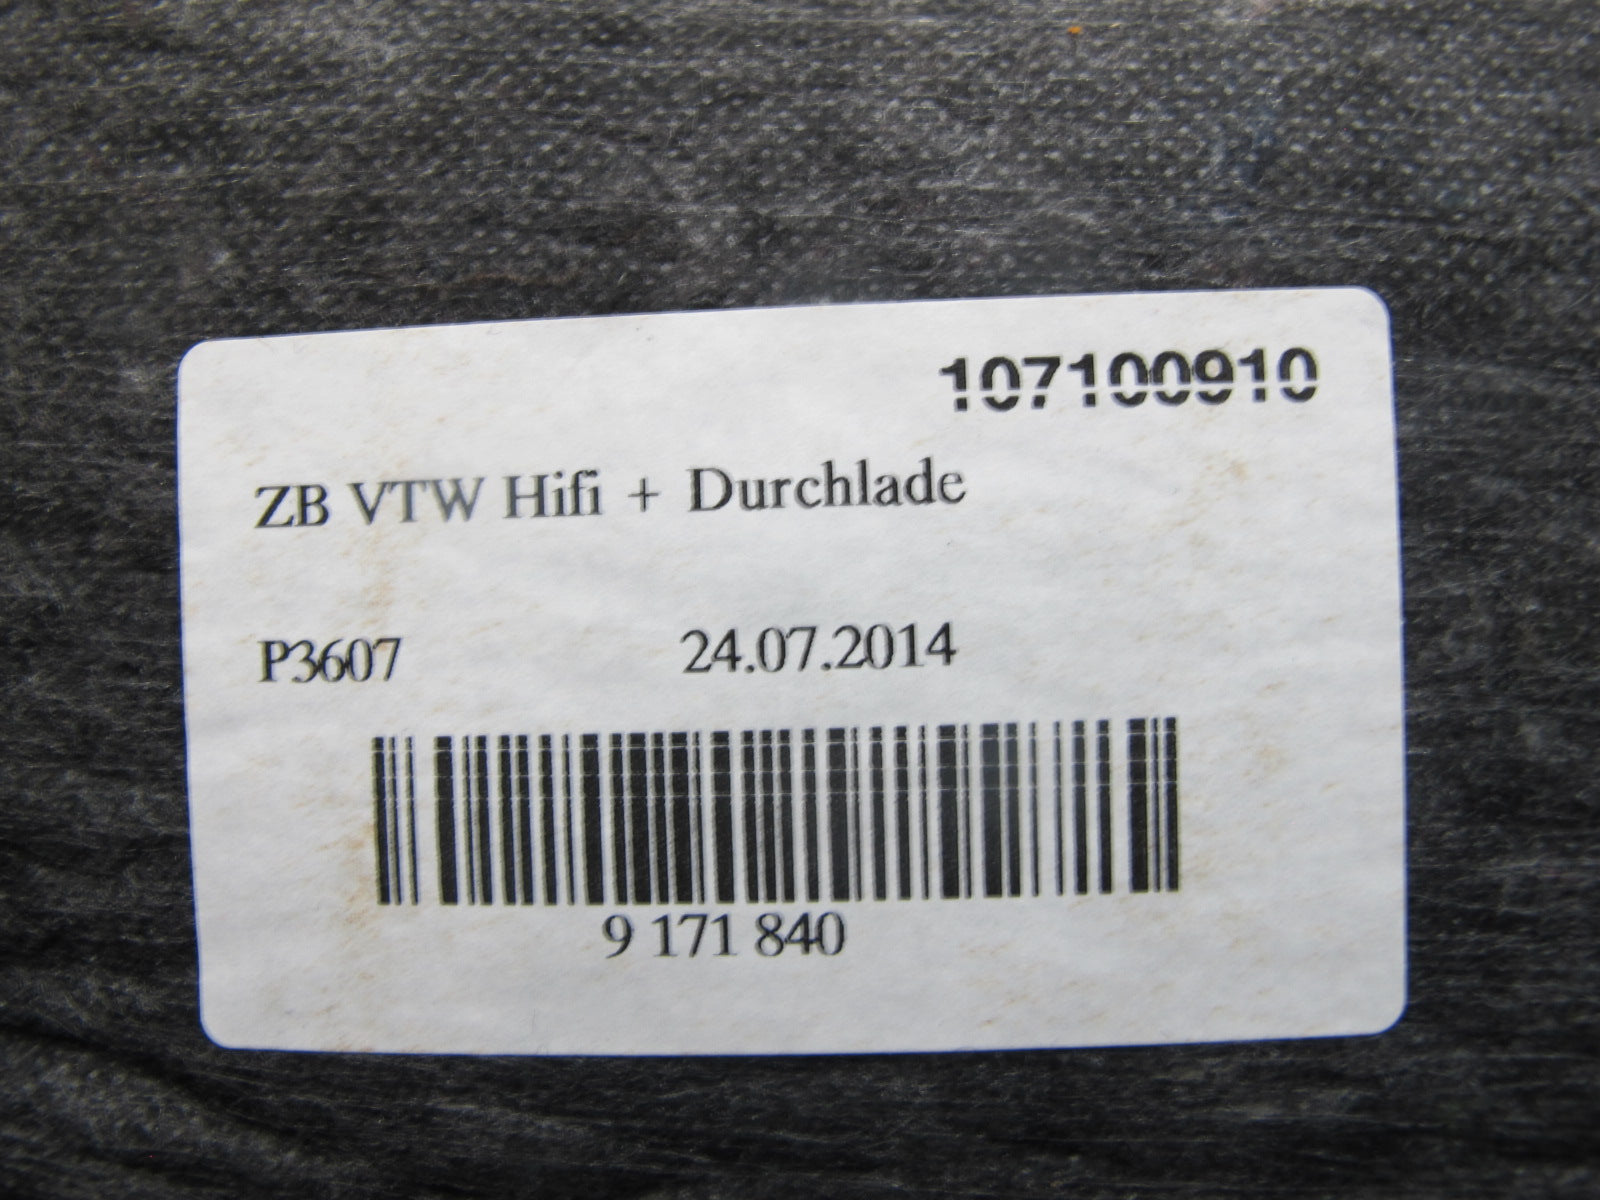 107100910
ZB VTW Hifi + Durchlade
P3607 24.07.2014
9 171 840